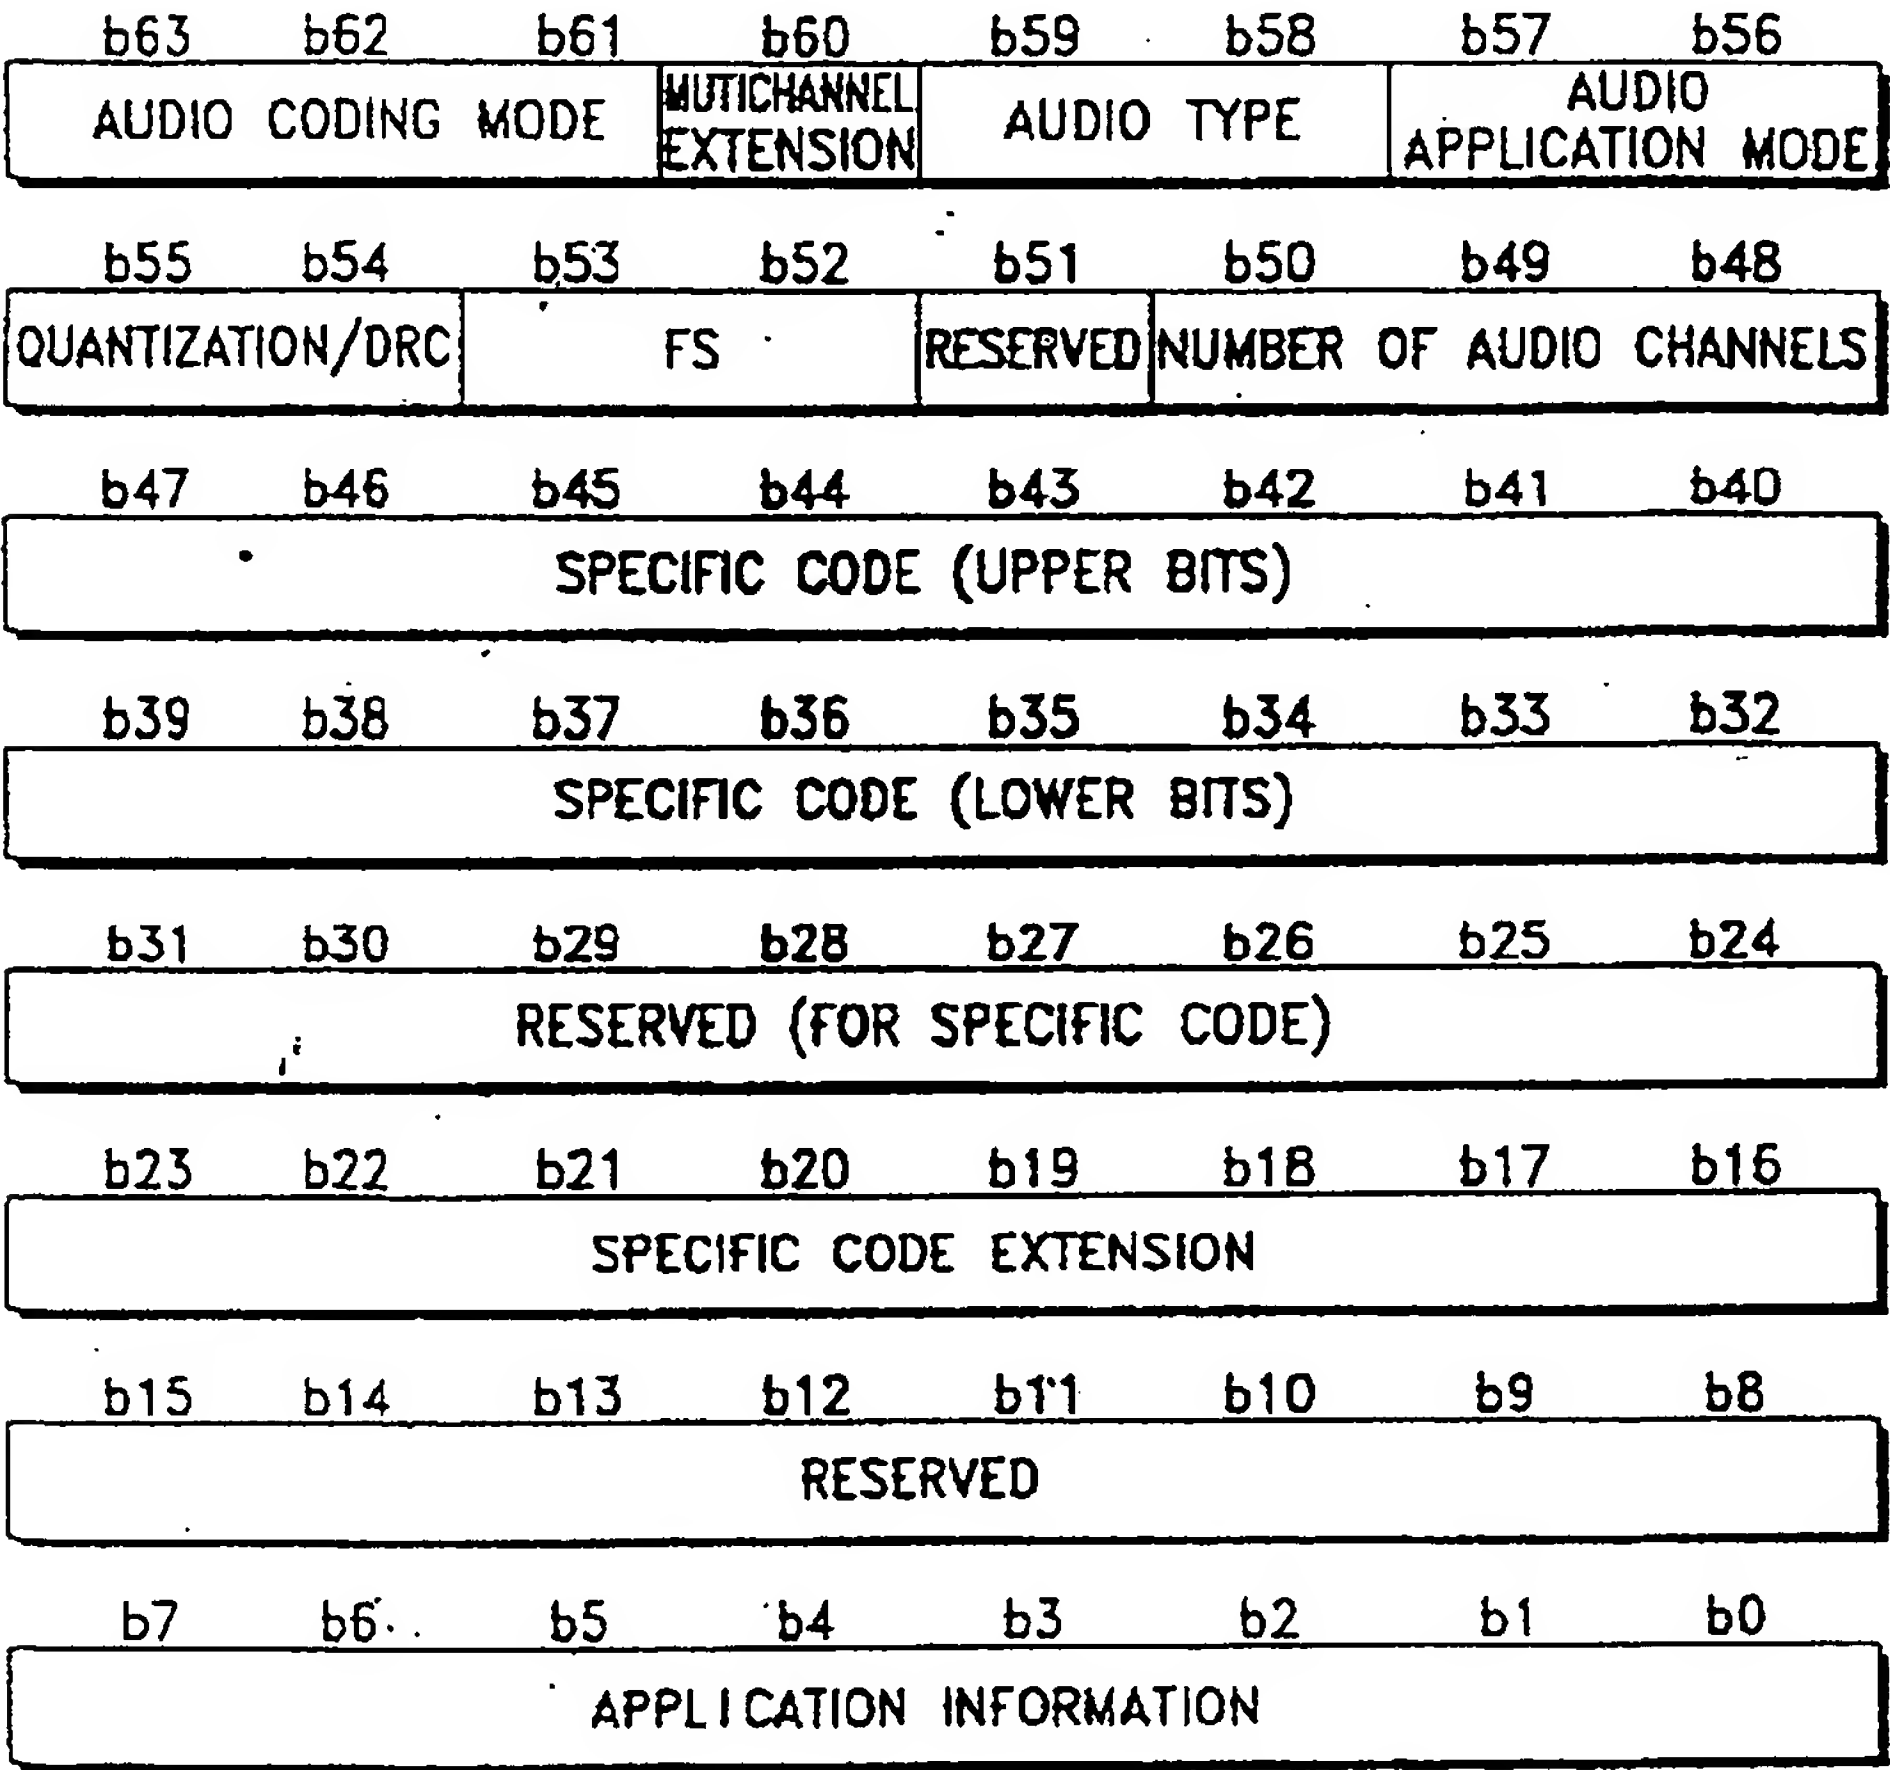 b63 b62 b61 b60 b59 b58 b57 b56
AUDIO CODING MODE
MUTICHANNEL
EXTENSION
AUDIO TYPE
AUDIO
APPLICATION MODE
b55 b54 b53 b52 b51 b50 b49 b48
QUANTIZATION/DRC FS RESERVED NUMBER OF AUDIO CHANNELS
b47 b46 b45 b44 b43 b42 b41 b40
SPECIFIC CODE (UPPER BITS)
b39 b38 b37 b36 b35 b34 b33 b32
SPECIFIC CODE (LOWER BITS)
b31 b30 b29 b28 b27 b26 b25 b24
RESERVED (FOR SPECIFIC CODE)
b23 b22 b21 b20 b19 b18 b17 b16
SPECIFIC CODE EXTENSION
b15 b14 b13 b12 b11 b10 b9 b8
RESERVED
b7 b6 b5 b4 b3 b2 b1 b0
APPLICATION INFORMATION